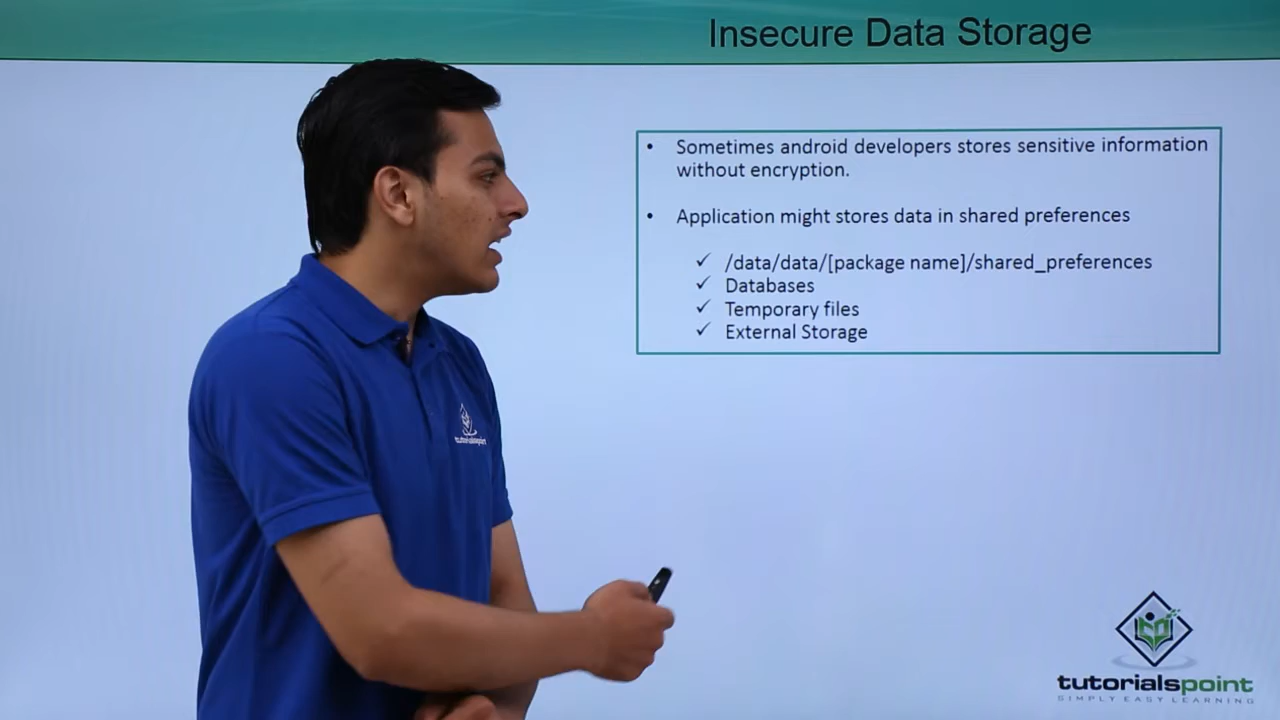 Insecure Data Storage
• Sometimes android developers stores sensitive information
without encryption.
• Application might stores data in shared preferences
✓ /data/data/[package name]/shared_preferences
✓ Databases
✓ Temporary files
✓ External Storage
tutorialspoint
tutorialspoint
SIMPLY EASY LEARNING